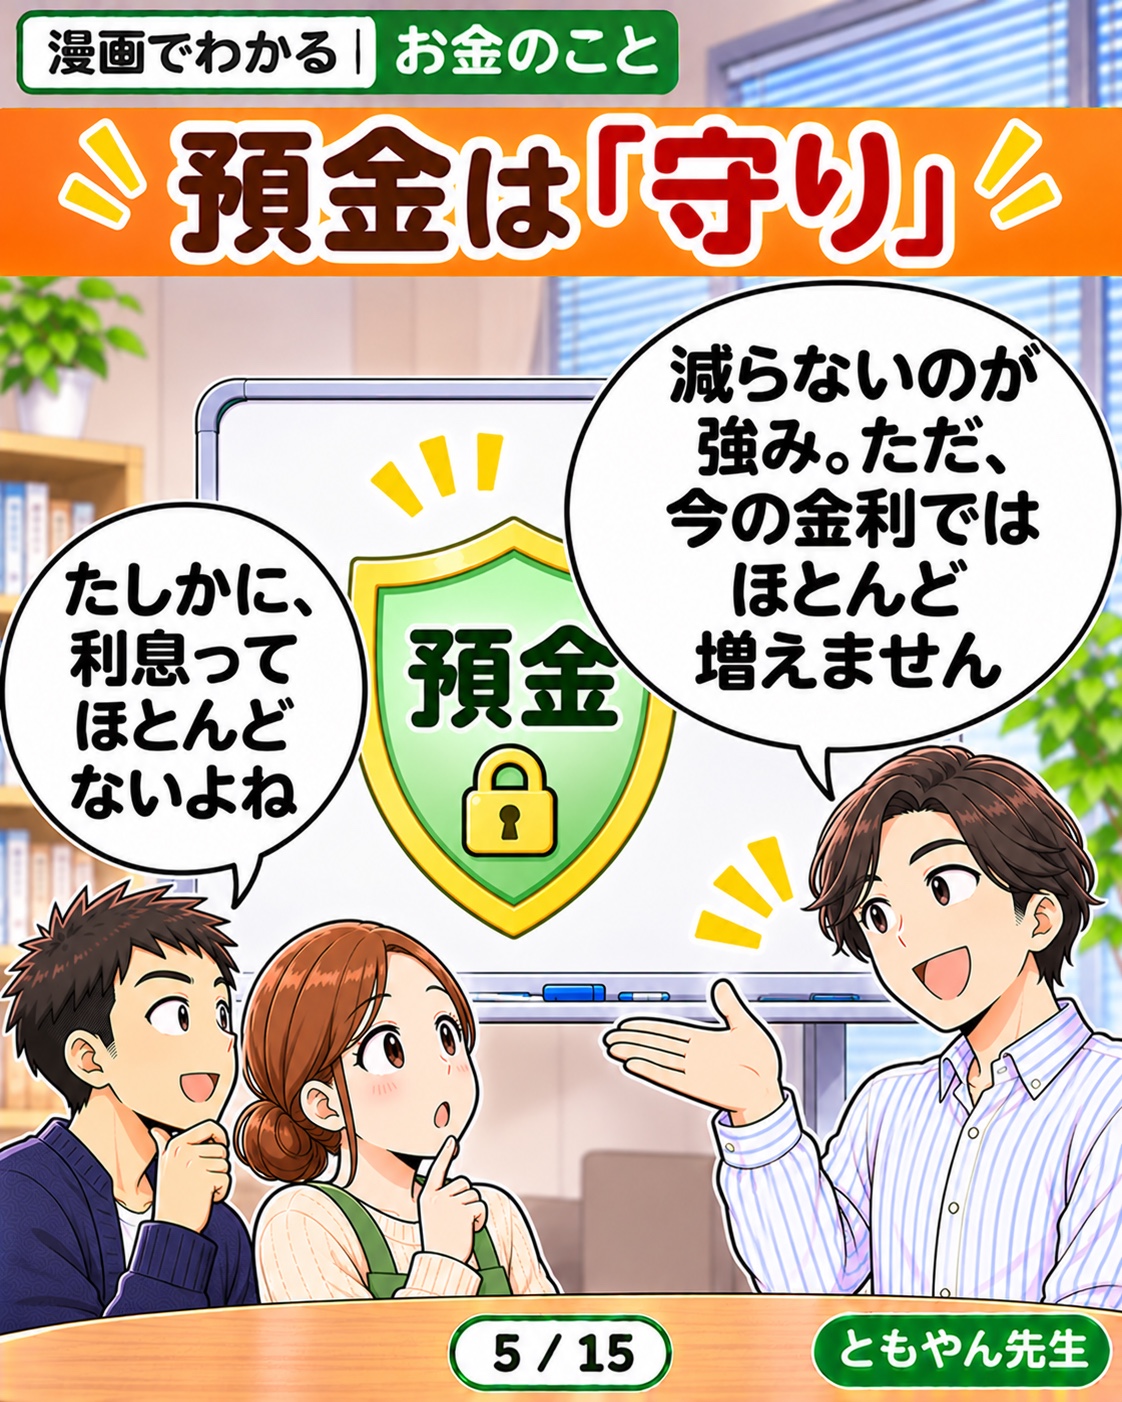 漫画でわかる|お金のこと
預金は「守り」
減らないのが
強み。ただ、
今の金利では
ほとんど
増えません
たしかに、
利息って
ほとんど
ないよね
預金
5 / 15
ともやん先生